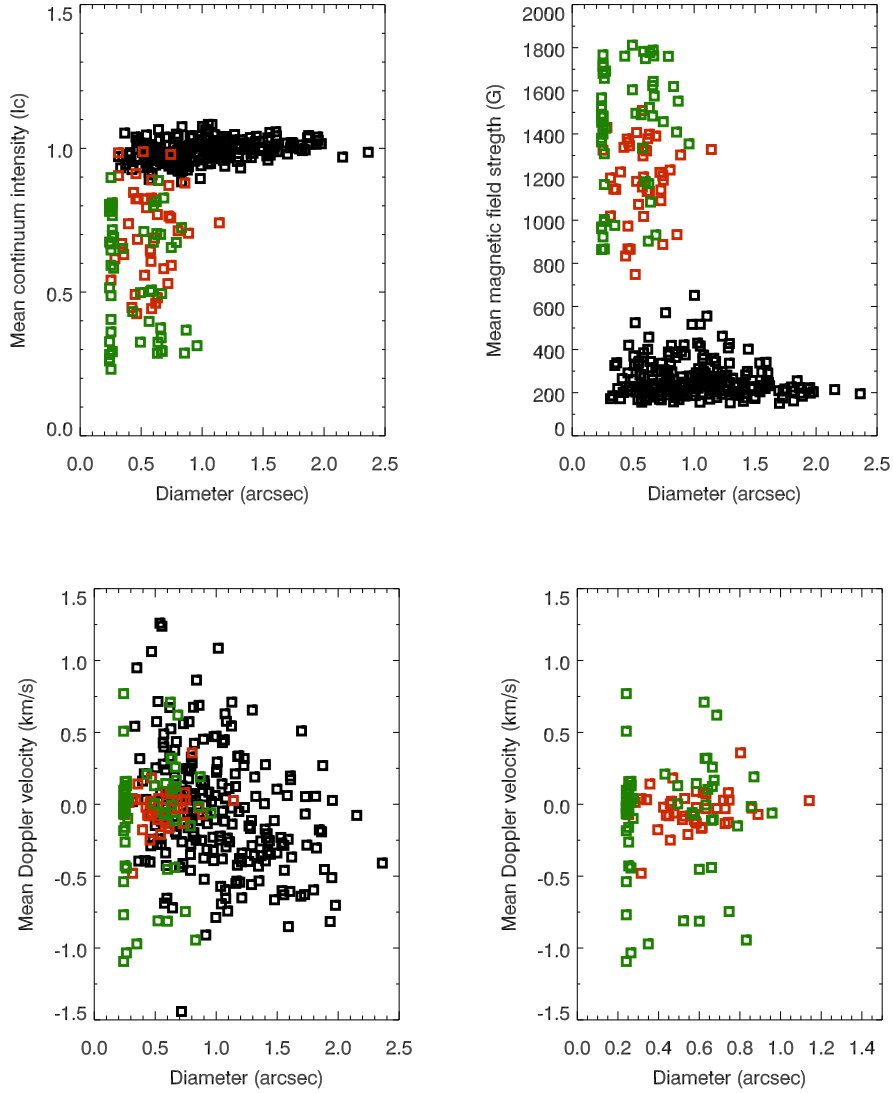 Mean continuum intensity (Ic)
1.5
1.0
0.5
0.0
0.0 0.5 1.0 1.5 2.0 2.5
Diameter (arcsec)
Mean magnetic field stregth (G)
2000
1800
1600
1400
1200
1000
800
600
400
200
0
0.0 0.5 1.0 1.5 2.0 2.5
Diameter (arcsec)
Mean Doppler velocity (km/s)
1.5
1.0
0.5
0.0
-0.5
-1.0
-1.5
0.0 0.5 1.0 1.5 2.0 2.5
Diameter (arcsec)
Mean Doppler velocity (km/s)
1.5
1.0
0.5
0.0
-0.5
-1.0
-1.5
0.0 0.2 0.4 0.6 0.8 1.0 1.2 1.4
Diameter (arcsec)